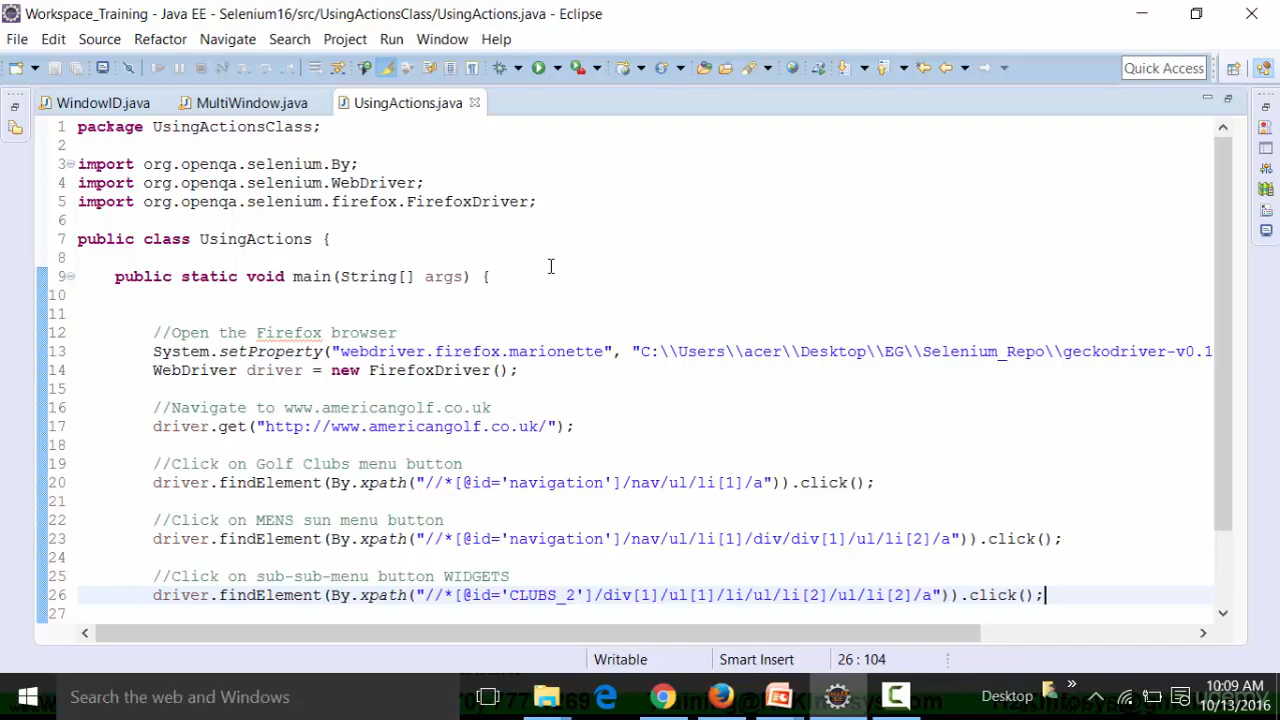 Workspace_Training - Java EE - Selenium16/src/UsingActionsClass/UsingActions.java - Eclipse
File Edit Source Refactor Navigate Search Project Run Window Help
Quick Access
WindowID.java MultiWindow.java UsingActions.java
1 package UsingActionsClass;
2
3 import org.openqa.selenium.By;
4 import org.openqa.selenium.WebDriver;
5 import org.openqa.selenium.firefox.FirefoxDriver;
6
7 public class UsingActions {
8
9 public static void main(String[] args) {
10
11
12 //Open the Firefox browser
13 System.setProperty("webdriver.firefox.marionette", "C:\\Users\\acer\\Desktop\\EG\\Selenium_Repo\\geckodriver-v0.1
14 WebDriver driver = new FirefoxDriver();
15
16 //Navigate to www.americangolf.co.uk
17 driver.get("http://www.americangolf.co.uk/");
18
19 //Click on Golf Clubs menu button
20 driver.findElement(By.xpath("//*[@id='navigation']/nav/ul/li[1]/a")).click();
21
22 //Click on MENS sun menu button
23 driver.findElement(By.xpath("//*[@id='navigation']/nav/ul/li[1]/div/div[1]/ul/li[2]/a")).click();
24
25 //Click on sub-sub-menu button WIDGETS
26 driver.findElement(By.xpath("//*[@id='CLUBS_2']/div[1]/ul[1]/li/ul/li[2]/ul/li[2]/a")).click();
27
Writable Smart Insert 26 : 104
Search the web and Windows
Desktop
10:09 AM
10/13/2016